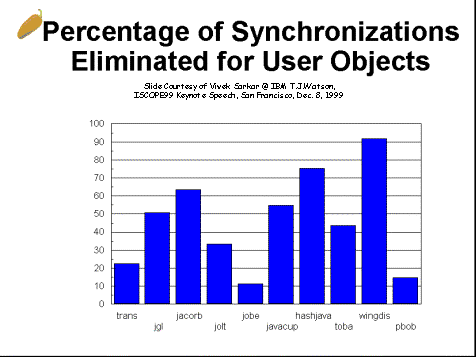 Percentage of Synchronizations
Eliminated for User Objects
Slide Courtesy of Vivek Sarkar @ IBM T.J.Watson,
ISCOPE99 Keynote Speech, San Francisco, Dec. 8, 1999
100
90
80
70
60
50
40
30
20
10
0
trans jacorb jobe hashjava wingdis
jgl jolt javacup toba pbob